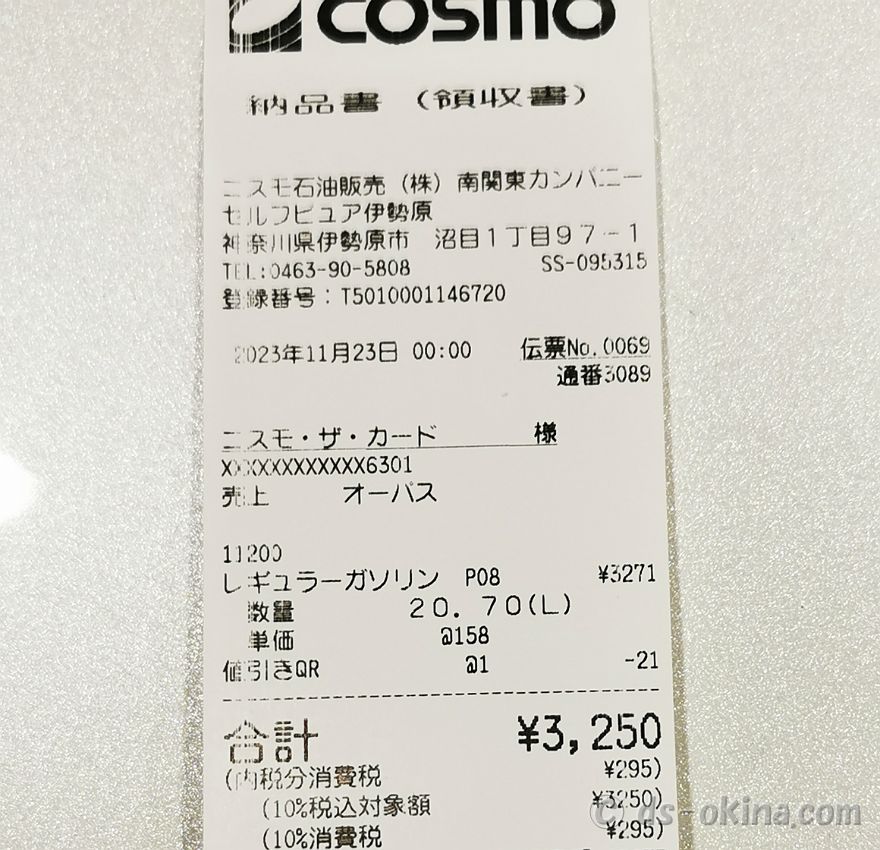 COSMO
納品書 (領収書)
コスモ石油販売(株) 南関東カンパニー
セルフピュア伊勢原
神奈川県伊勢原市 沼目1丁目97-1
TEL:0463-90-5808 SS-095315
登録番号:T5010001146720
2023年11月23日 00:00 伝票No.0069
通番3089
コスモ・ザ・カード 様
XXXXXXXXXXXX6301
売上 オーパス
11200
レギュラーガソリン P08 ¥3271
数量 20.70(L)
単価 @158
値引きQR @1 -21
合計 ¥3,250
(内税分消費税 ¥295)
(10%税込対象額 ¥3250)
(10%消費税 ¥295)
© ds-okina.com